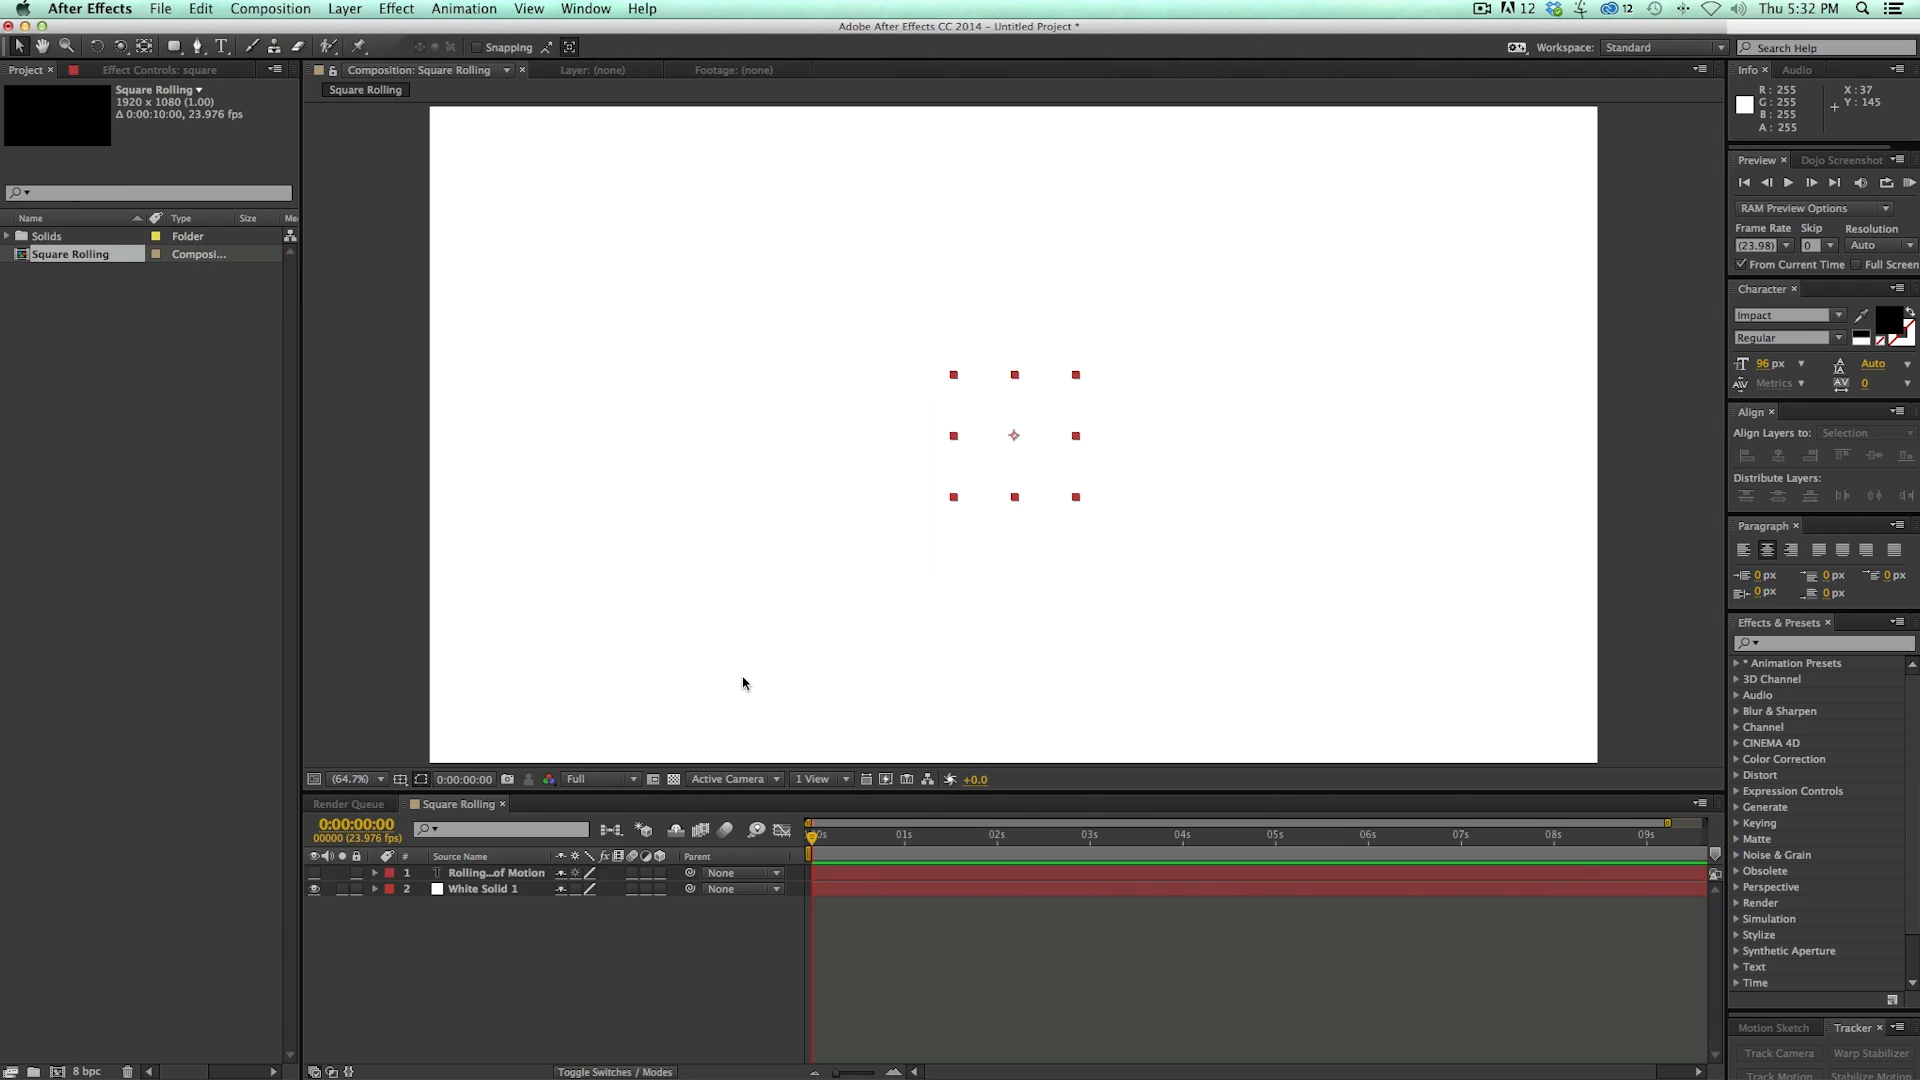 After Effects File Edit Composition Layer Effect Animation View Window Help 12 12 Thu 5:32 PM
Adobe After Effects CC 2014 – Untitled Project *
Snapping Workspace: Standard Search Help
Project × Effect Controls: square Composition: Square Rolling × Layer: (none) Footage: (none) Info × Audio
Square Rolling
1920 x 1080 (1.00)
Δ 0:00:10:00, 23.976 fps
Square Rolling
R : 255
G : 255
B : 255
A : 255
X : 37
Y : 145
Preview × Dojo Screenshot
RAM Preview Options
Frame Rate Skip Resolution
(23.98) 0 Auto
From Current Time Full Screen
Name Type Size Me
Solids Folder
Square Rolling Composi...
Character ×
Impact
Regular
96 px Auto
Metrics 0
Align ×
Align Layers to: Selection
Distribute Layers:
Paragraph ×
0 px 0 px 0 px
0 px 0 px
Effects & Presets ×
* Animation Presets
3D Channel
Audio
Blur & Sharpen
Channel
CINEMA 4D
Color Correction
Distort
Expression Controls
Generate
Keying
Matte
Noise & Grain
Obsolete
Perspective
Render
Simulation
Stylize
Synthetic Aperture
Text
Time
Motion Sketch Tracker ×
Track Camera Warp Stabilizer
Track Motion Stabilize Motion
(64.7%) 0:00:00:00 Full Active Camera 1 View +0.0
Render Queue Square Rolling ×
0:00:00:00
00000 (23.976 fps)
01s 02s 03s 04s 05s 06s 07s 08s 09s
# Source Name fx Parent
1 T Rolling...of Motion None
2 White Solid 1 None
8 bpc Toggle Switches / Modes